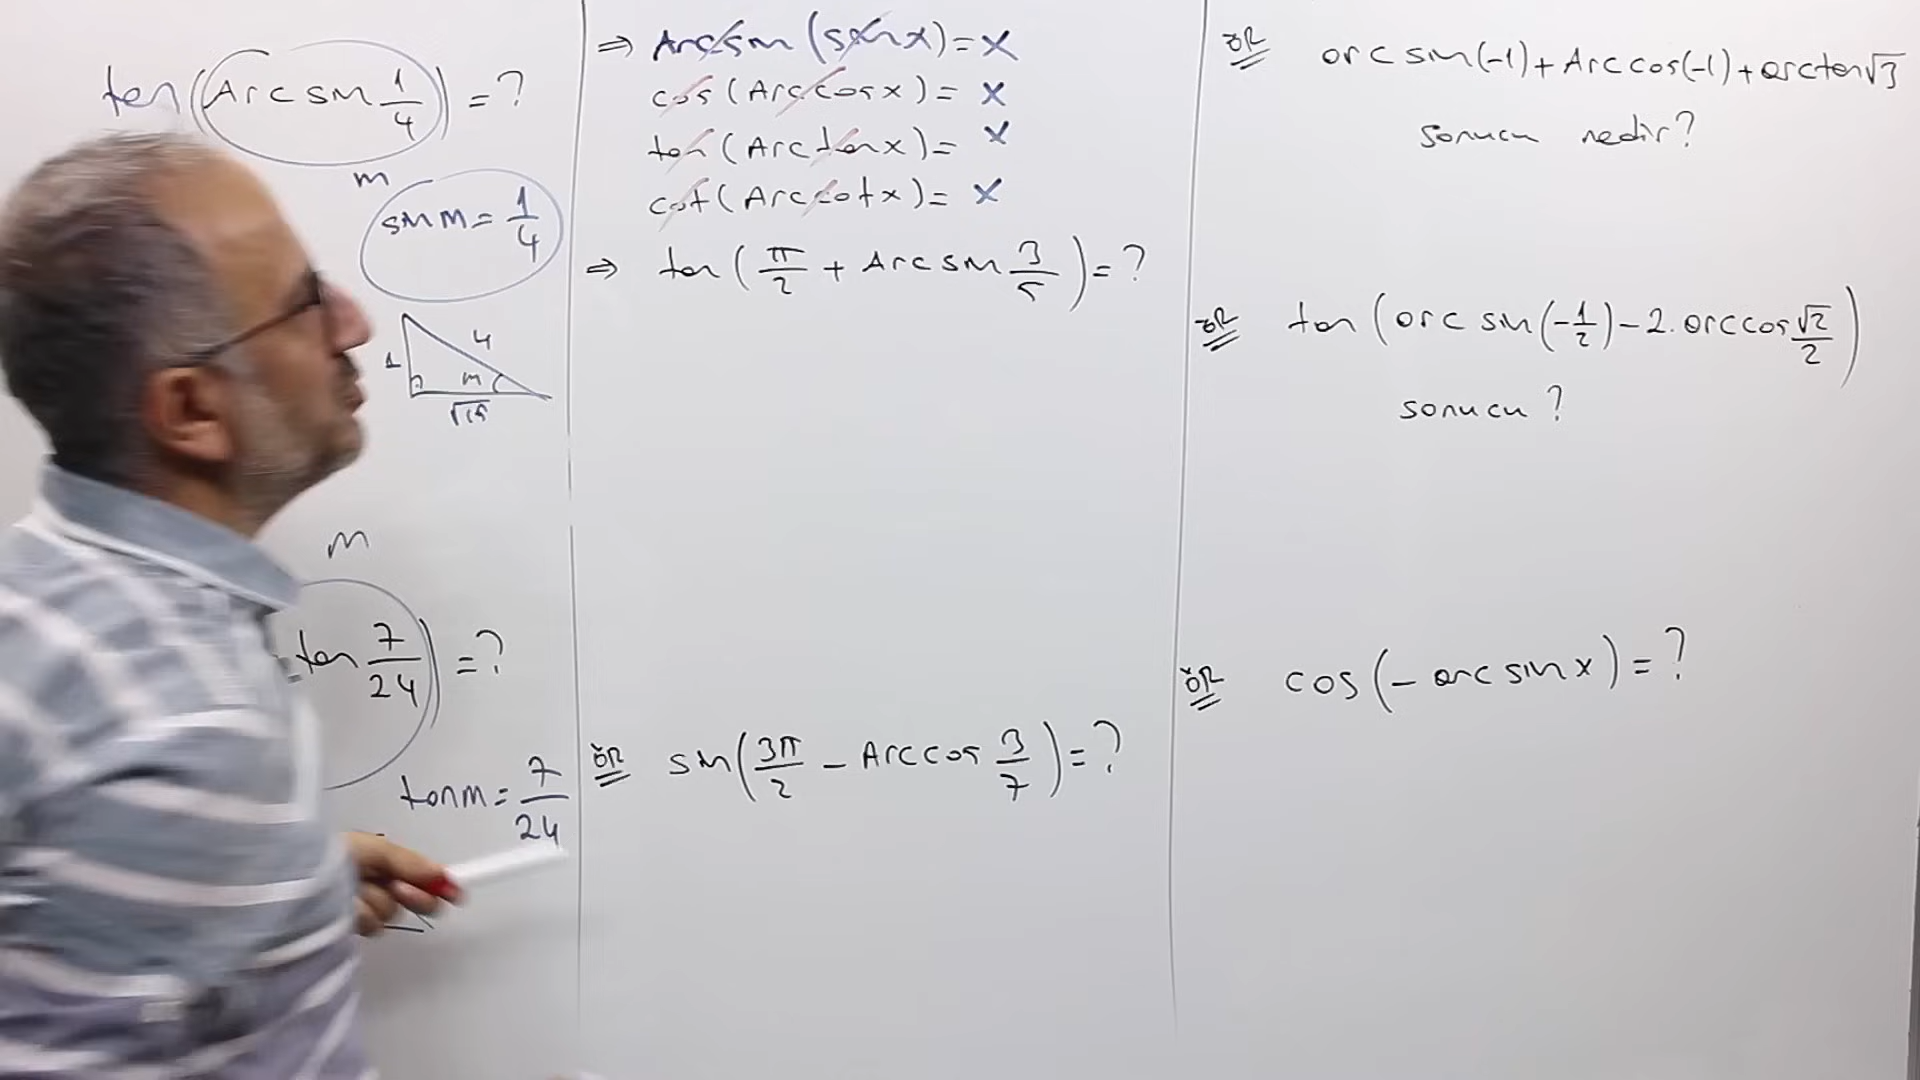 tan(Arcsin 1/4) = ?
m
sin m = 1/4
1
4
m
√15
m
tan 7/24) = ?
tan m = 7/24
⇒ Arcsin(sin x) = x
cos(Arccos x) = x
tan(Arctan x) = x
cot(Arccot x) = x
⇒ tan(π/2 + Arcsin 3/5) = ?
ÖR sin(3π/2 − Arccos 3/7) = ?
ÖR arcsin(-1) + Arccos(-1) + arctan√3
sonucu nedir?
ÖR tan(arcsin(-1/2) − 2.arccos √2/2)
sonucu ?
ÖR cos(− arcsin x) = ?